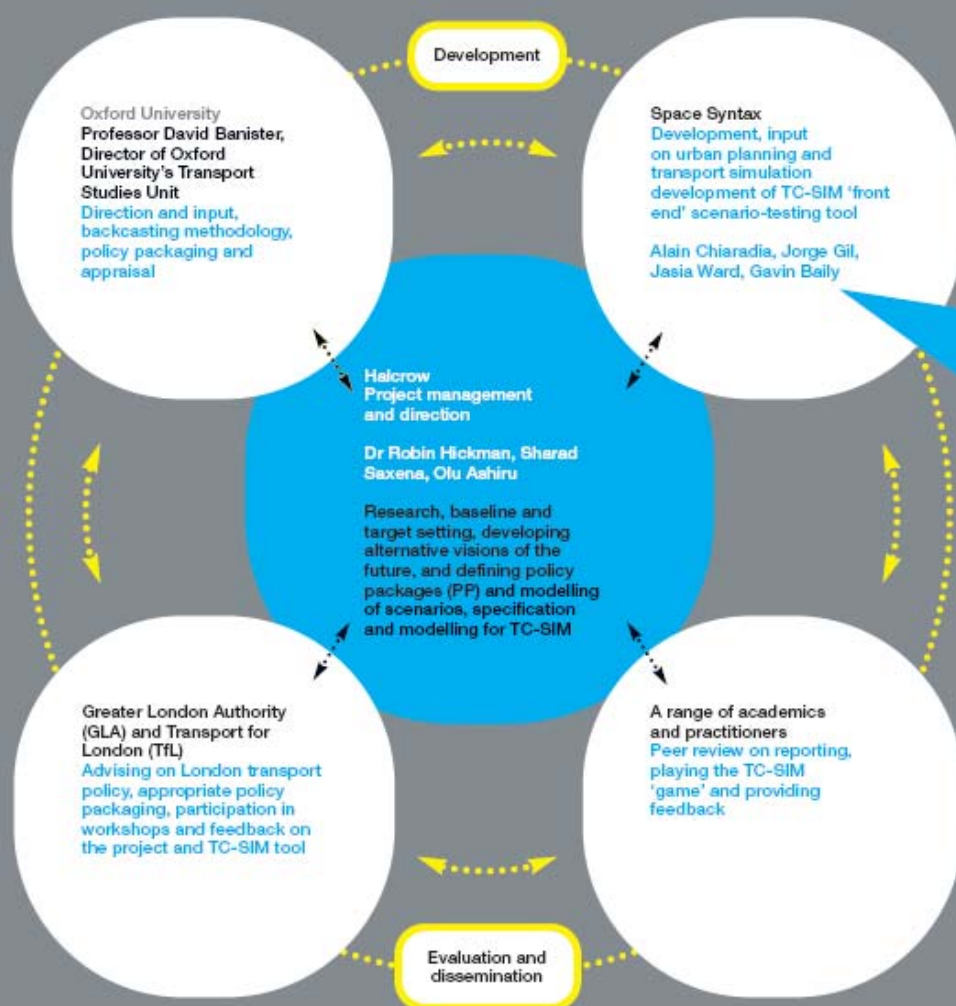 Development
Oxford University
Professor David Banister,
Director of Oxford
University's Transport
Studies Unit
Direction and input,
backcasting methodology,
policy packaging and
appraisal
Space Syntax
Development, input
on urban planning and
transport simulation
development of TC-SIM 'front
end' scenario-testing tool
Alain Chiaradia, Jorge Gil,
Jasia Ward, Gavin Baily
Halcrow
Project management
and direction
Dr Robin Hickman, Sharad
Saxena, Olu Ashiru
Research, baseline and
target setting, developing
alternative visions of the
future, and defining policy
packages (PP) and modelling
of scenarios, specification
and modelling for TC-SIM
Greater London Authority
(GLA) and Transport for
London (TfL)
Advising on London transport
policy, appropriate policy
packaging, participation in
workshops and feedback on
the project and TC-SIM tool
A range of academics
and practitioners
Peer review on reporting,
playing the TC-SIM
'game' and providing
feedback
Evaluation and
dissemination